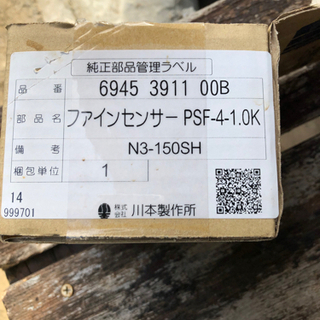 純正部品管理ラベル
品番 6945 3911 00B
部品名 ファインセンサー PSF-4-1.0K
備考 N3-150SH
梱包単位 1
14
999701
株式会社 川本製作所